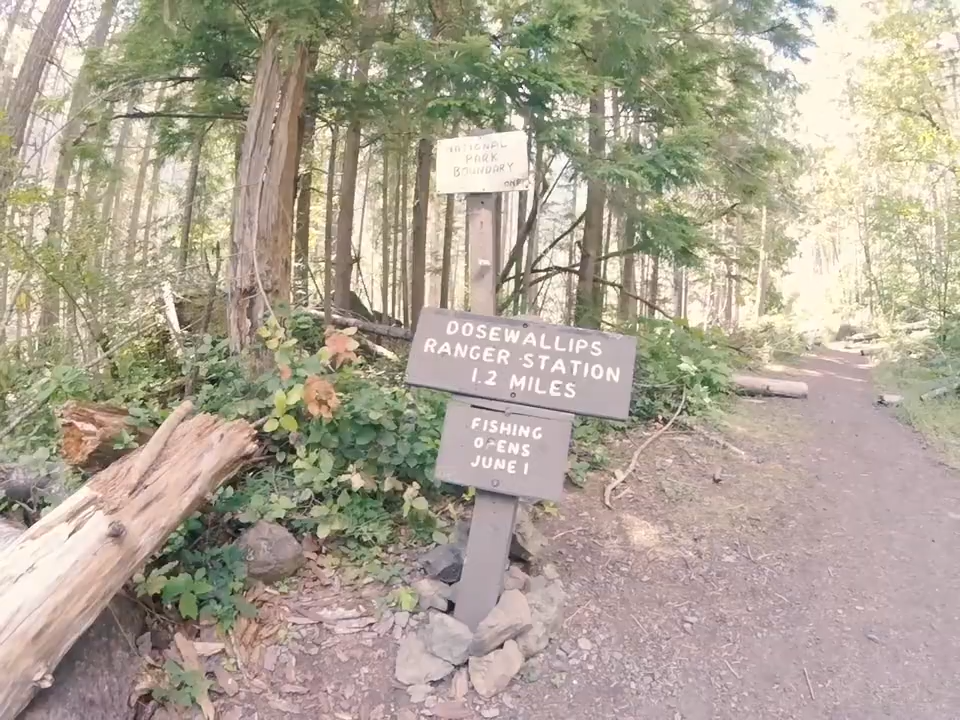 NATIONAL
PARK
BOUNDARY
DOSEWALLIPS
RANGER STATION
1.2 MILES
FISHING
OPENS
JUNE 1